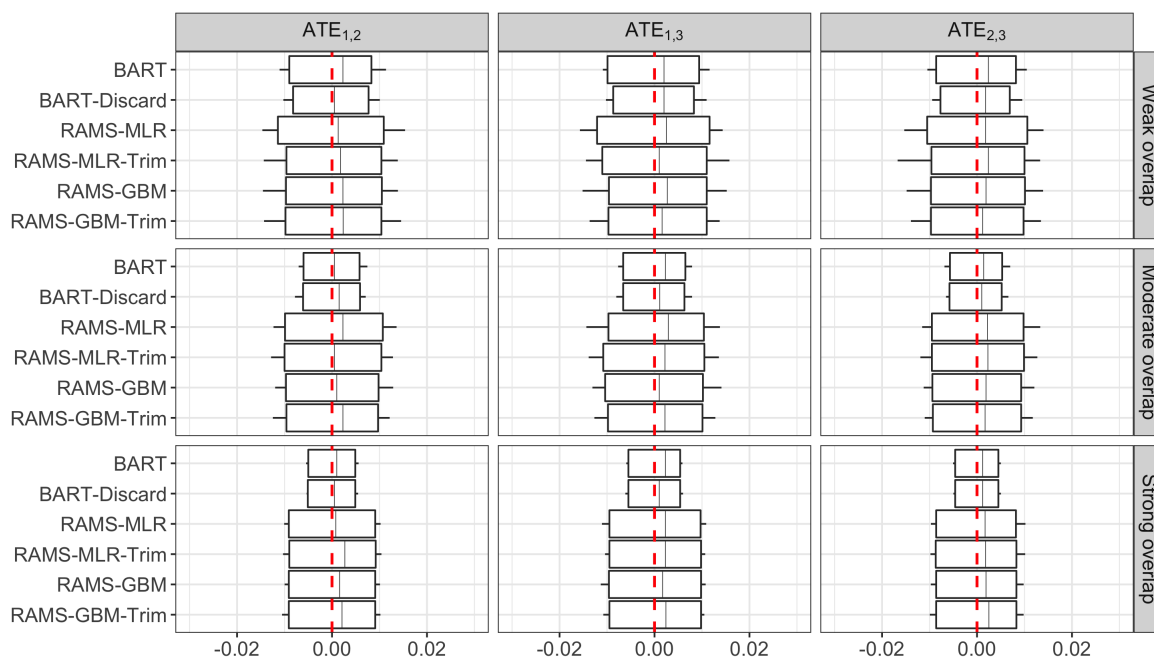 ATE1,2 ATE1,3 ATE2,3
BART
BART-Discard
RAMS-MLR
RAMS-MLR-Trim
RAMS-GBM
RAMS-GBM-Trim
Weak overlap
BART
BART-Discard
RAMS-MLR
RAMS-MLR-Trim
RAMS-GBM
RAMS-GBM-Trim
Moderate overlap
BART
BART-Discard
RAMS-MLR
RAMS-MLR-Trim
RAMS-GBM
RAMS-GBM-Trim
Strong overlap
-0.02 0.00 0.02 -0.02 0.00 0.02 -0.02 0.00 0.02